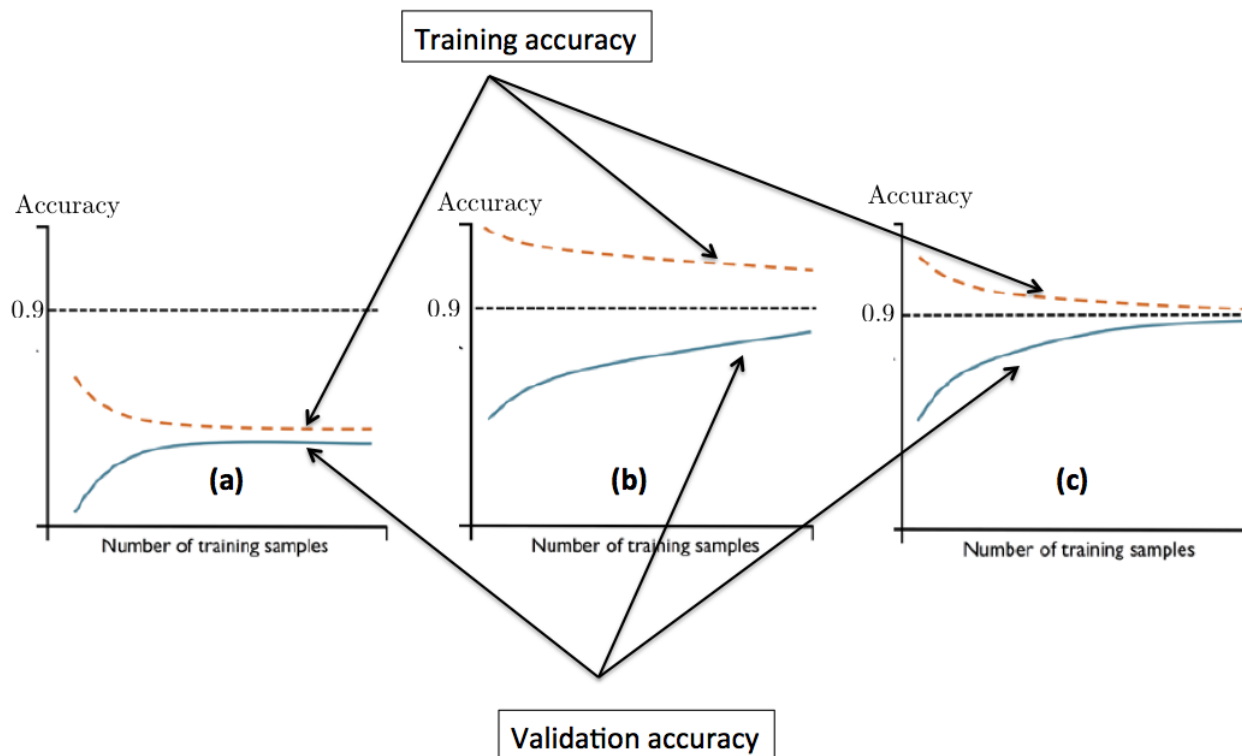 Training accuracy
Accuracy
Accuracy
Accuracy
0.9
0.9
0.9
(a)
(b)
(c)
Number of training samples
Number of training samples
Number of training samples
Validation accuracy